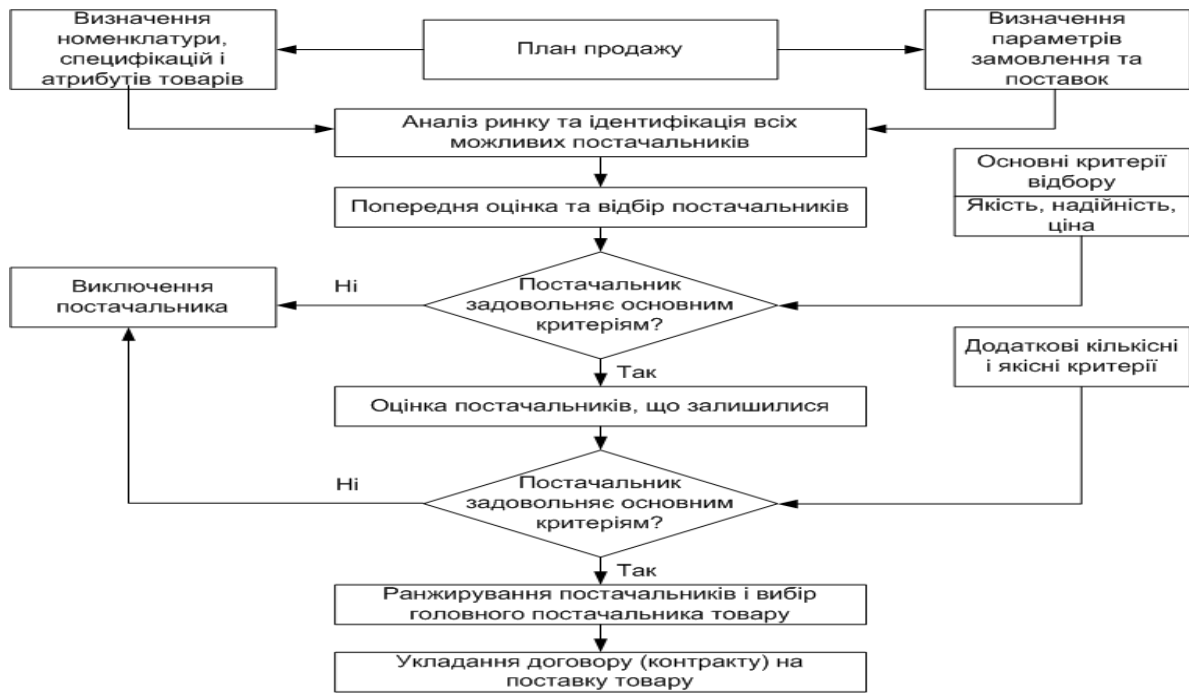 Визначення
номенклатури,
специфікацій і
атрибутів товарів
План продажу
Визначення
параметрів
замовлення та
поставок
Аналіз ринку та ідентифікація всіх
можливих постачальників
Основні критерії
відбору
Якість, надійність,
ціна
Попередня оцінка та відбір постачальників
Виключення
постачальника
Ні
Постачальник
задовольняє основним
критеріям?
Додаткові кількісні
і якісні критерії
Так
Оцінка постачальників, що залишилися
Ні
Постачальник
задовольняє основним
критеріям?
Так
Ранжирування постачальників і вибір
головного постачальника товару
Укладання договору (контракту) на
поставку товару